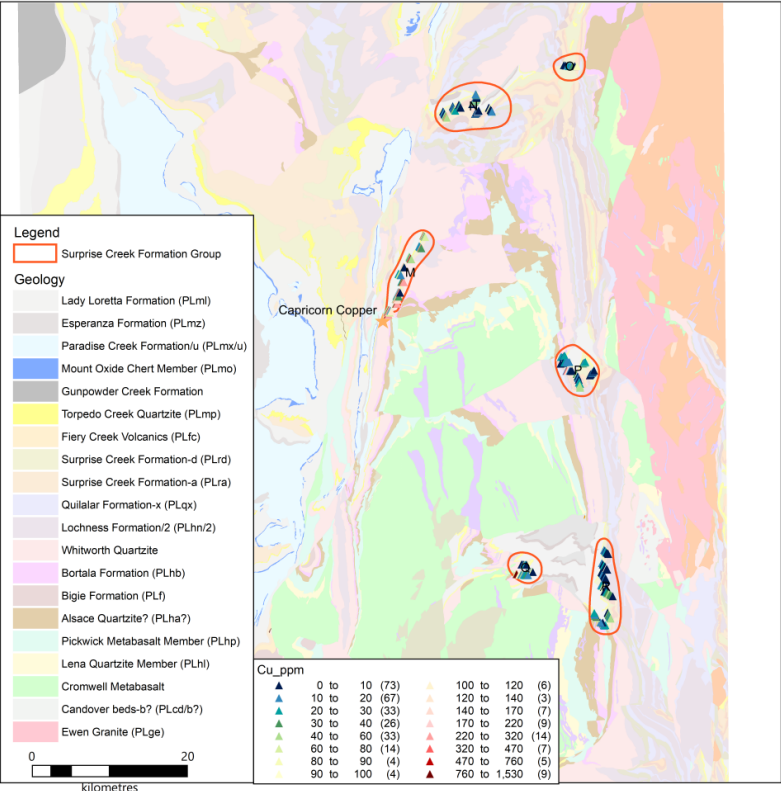 N
M
Capricorn Copper
P
R
Legend
Surprise Creek Formation Group
Geology
Lady Loretta Formation (PLml)
Esperanza Formation (PLmz)
Paradise Creek Formation/u (PLmx/u)
Mount Oxide Chert Member (PLmo)
Gunpowder Creek Formation
Torpedo Creek Quartzite (PLmp)
Fiery Creek Volcanics (PLfc)
Surprise Creek Formation-d (PLrd)
Surprise Creek Formation-a (PLra)
Quilalar Formation-x (PLqx)
Lochness Formation/2 (PLhn/2)
Whitworth Quartzite
Bortala Formation (PLhb)
Bigie Formation (PLf)
Alsace Quartzite? (PLha?)
Pickwick Metabasalt Member (PLhp)
Lena Quartzite Member (PLhl)
Cromwell Metabasalt
Candover beds-b? (PLcd/b?)
Ewen Granite (PLge)
0 20
kilometres
Cu_ppm
0 to 10 (73)
10 to 20 (67)
20 to 30 (33)
30 to 40 (26)
40 to 60 (33)
60 to 80 (14)
80 to 90 (4)
90 to 100 (4)
100 to 120 (6)
120 to 140 (3)
140 to 170 (7)
170 to 220 (9)
220 to 320 (14)
320 to 470 (7)
470 to 760 (5)
760 to 1,530 (9)